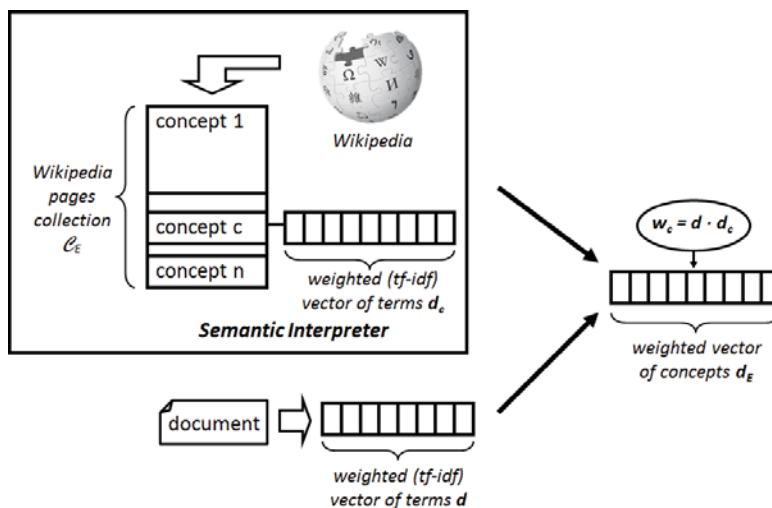 concept 1
Ω
W
И
Wikipedia
Wikipedia
pages
collection
𝒞E
concept c
concept n
weighted (tf-idf)
vector of terms dc
Semantic Interpreter
wc = d · dc
weighted vector
of concepts dE
document
weighted (tf-idf)
vector of terms d